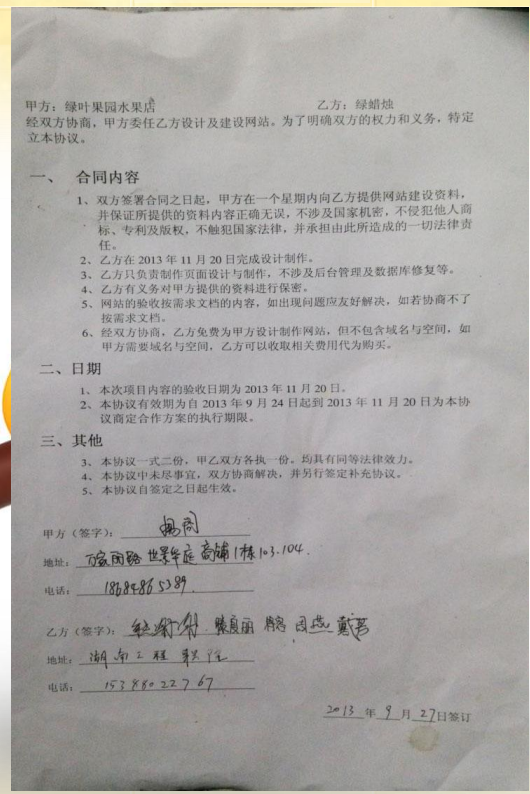 甲方：绿叶果园水果店 乙方：绿蜡烛
经双方协商，甲方委任乙方设计及建设网站。为了明确双方的权力和义务，特定
立本协议。
一、 合同内容
1、 双方签署合同之日起，甲方在一个星期内向乙方提供网站建设资料，
并保证所提供的资料内容正确无误，不涉及国家机密，不侵犯他人商
标、专利及版权，不触犯国家法律，并承担由此所造成的一切法律责
任。
2、 乙方在 2013 年 11 月 20 日完成设计制作。
3、 乙方只负责制作页面设计与制作，不涉及后台管理及数据库修复等。
4、 乙方有义务对甲方提供的资料进行保密。
5、 网站的验收按需求文档的内容，如出现问题应友好解决，如若协商不了
按需求文档。
6、 经双方协商，乙方免费为甲方设计制作网站，但不包含域名与空间，如
甲方需要域名与空间，乙方可以收取相关费用代为购买。
二、日期
1、 本次项目内容的验收日期为 2013 年 11 月 20 日。
2、 本协议有效期为自 2013 年 9 月 24 日起到 2013 年 11 月 20 日为本协
议商定合作方案的执行期限。
三、其他
3、 本协议一式二份，甲乙双方各执一份。均具有同等法律效力。
4、 本协议中未尽事宜，双方协商解决，并另行签定补充协议。
5、 本协议自签定之日起生效。
甲方（签字）：
地址： 万家丽路 世景华庭 商铺1栋103.104.
电话： 18684865389.
乙方（签字）：
地址： 湖南工程
电话： 15388022767
2013 年 9 月 27日签订